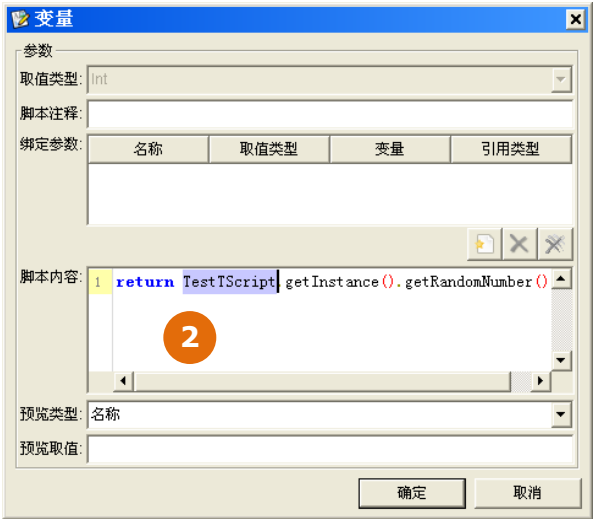 变量
参数
取值类型: Int
脚本注释:
绑定参数:
名称 取值类型 变量 引用类型
脚本内容:
1 return TestTScript.getInstance().getRandomNumber()
2
预览类型: 名称
预览取值:
确定 取消